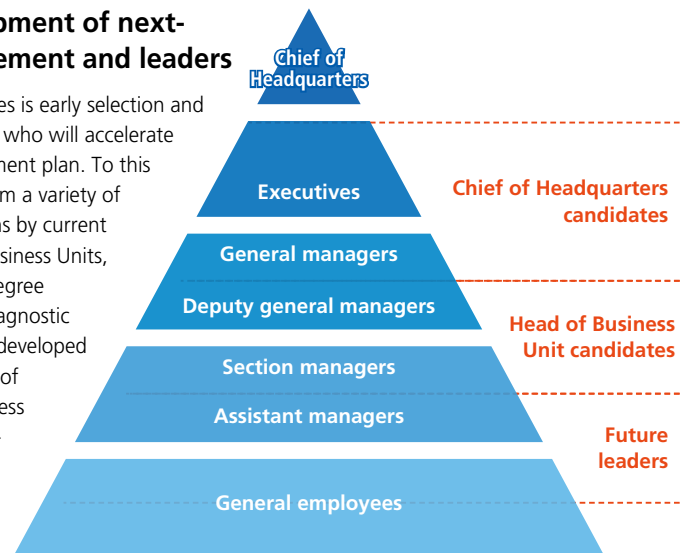 pment of next-
ement and leaders
es is early selection and
who will accelerate
ment plan. To this
m a variety of
ns by current
siness Units,
egree
agnostic
developed
of
ess
Chief of
Headquarters
Executives
General managers
Deputy general managers
Section managers
Assistant managers
General employees
Chief of Headquarters
candidates
Head of Business
Unit candidates
Future
leaders